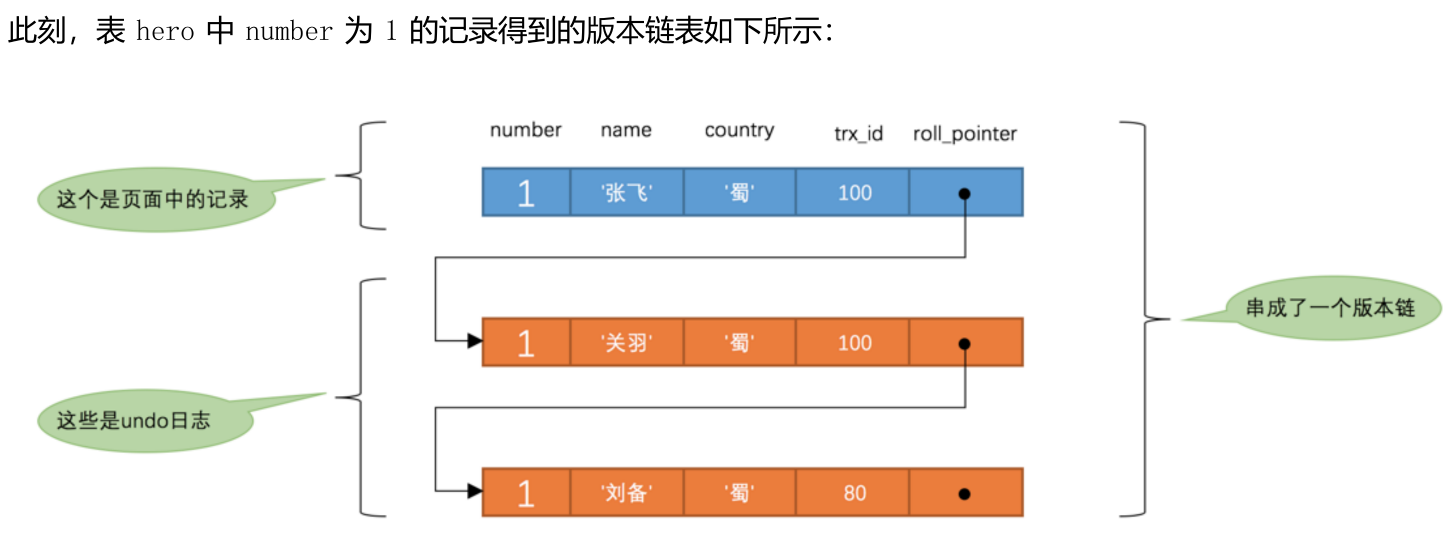 此刻，表 hero 中 number 为 1 的记录得到的版本链表如下所示：
number name country trx_id roll_pointer
这个是页面中的记录
1 '张飞' '蜀' 100
串成了一个版本链
1 '关羽' '蜀' 100
这些是undo日志
1 '刘备' '蜀' 80